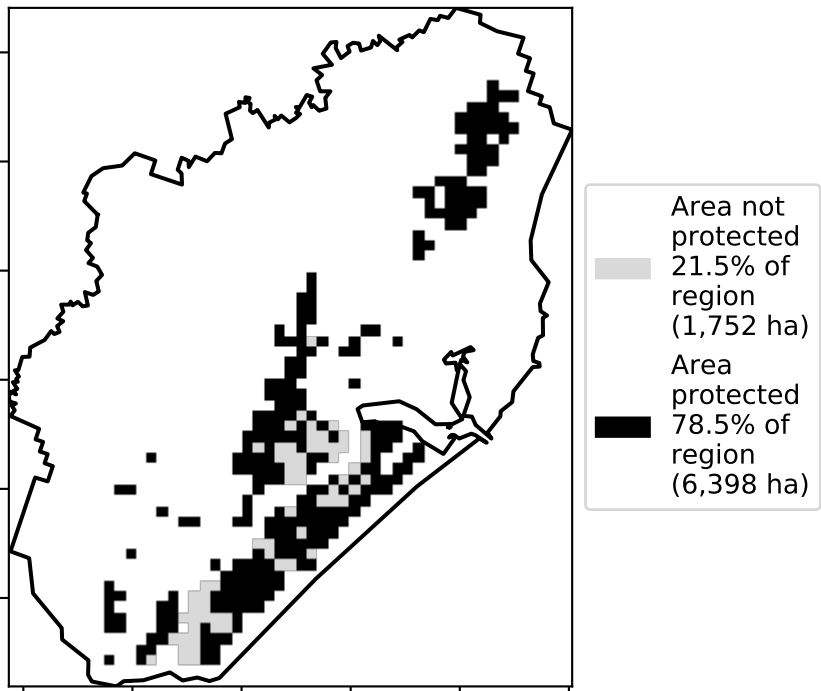 Area not
protected
21.5% of
region
(1,752 ha)
Area
protected
78.5% of
region
(6,398 ha)